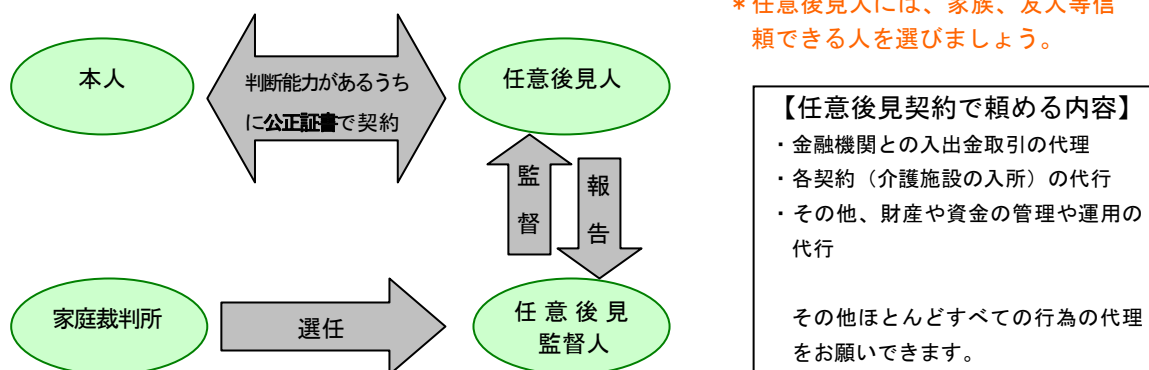 *任意後見人には、家族、友人等信
頼できる人を選びましょう。
本人
判断能力があるうち
に公正証書で契約
任意後見人
監
督
報
告
家庭裁判所
選任
任意後見
監督人
【任意後見契約で頼める内容】
・金融機関との入出金取引の代理
・各契約（介護施設の入所）の代行
・その他、財産や資金の管理や運用の
代行
その他ほとんどすべての行為の代理
をお願いできます。